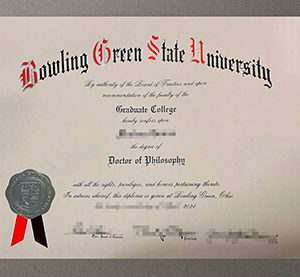 Bowling Green State University
By authority of the Board of Trustees and upon
recommendation of the faculty of the
Graduate College
hereby confers upon
the degree of
Doctor of Philosophy
with all the rights, privileges, and honors pertaining thereto.
In witness whereof, this diploma is given at Bowling Green, Ohio